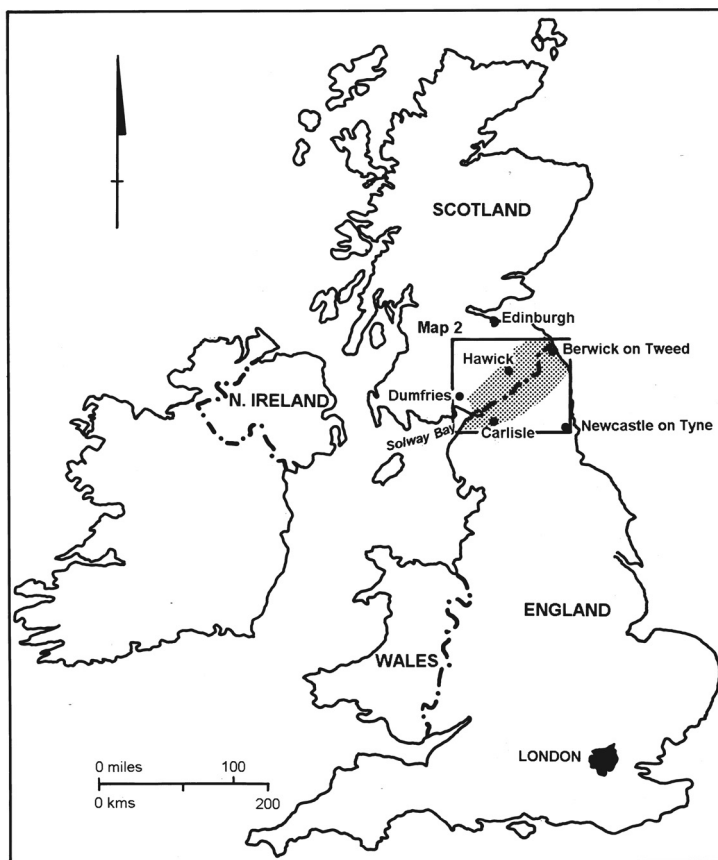 SCOTLAND
Edinburgh
Map 2
Berwick on Tweed
Hawick
Dumfries
N. IRELAND
Solway Bay
Carlisle
Newcastle on Tyne
ENGLAND
WALES
LONDON
0 miles 100
0 kms 200